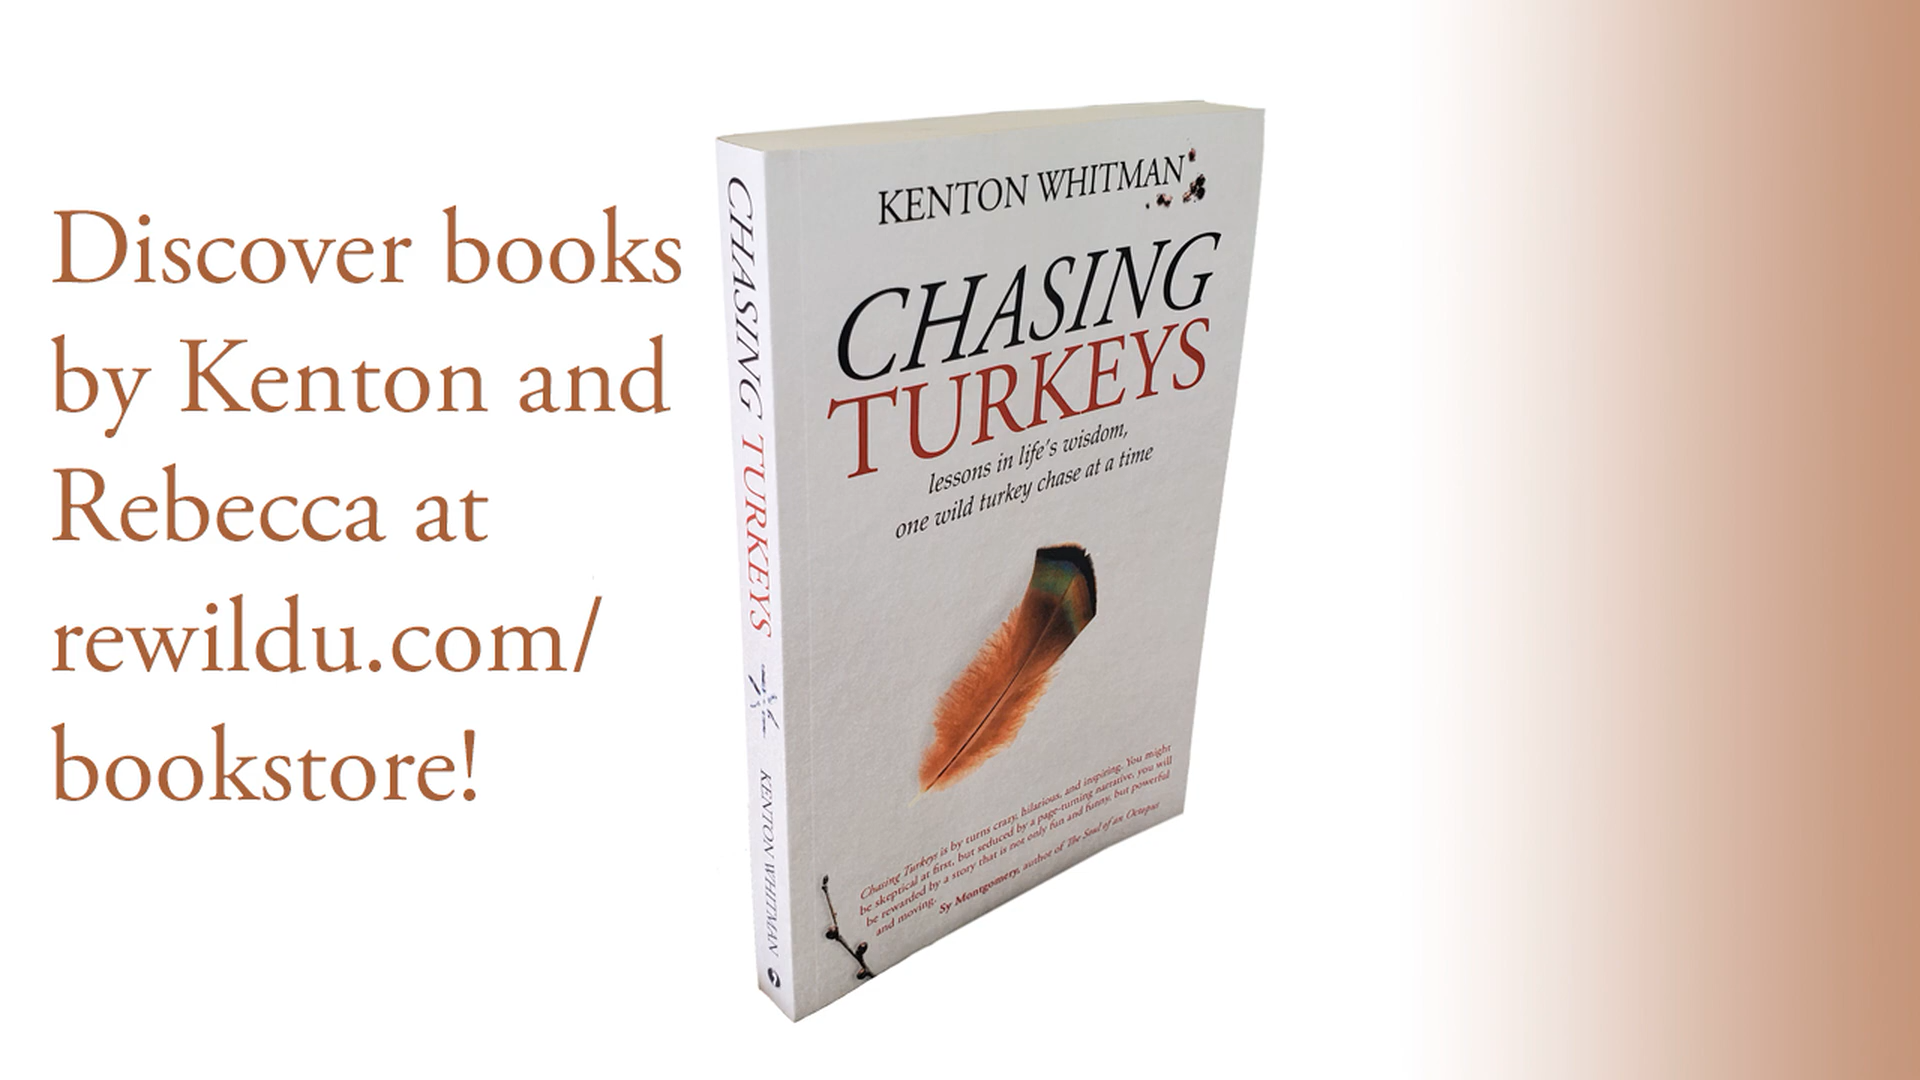 Discover books
by Kenton and
Rebecca at
rewildu.com/
bookstore!
CHASING TURKEYS
KENTON WHITMAN
KENTON WHITMAN
CHASING
TURKEYS
lessons in life's wisdom,
one wild turkey chase at a time
Chasing Turkeys is by turns crazy, hilarious, and inspiring. You might
be skeptical at first, but seduced by a page-turning narrative, you will
be rewarded by a story that is not only fun and funny, but powerful
and moving. Sy Montgomery, author of The Soul of an Octopus